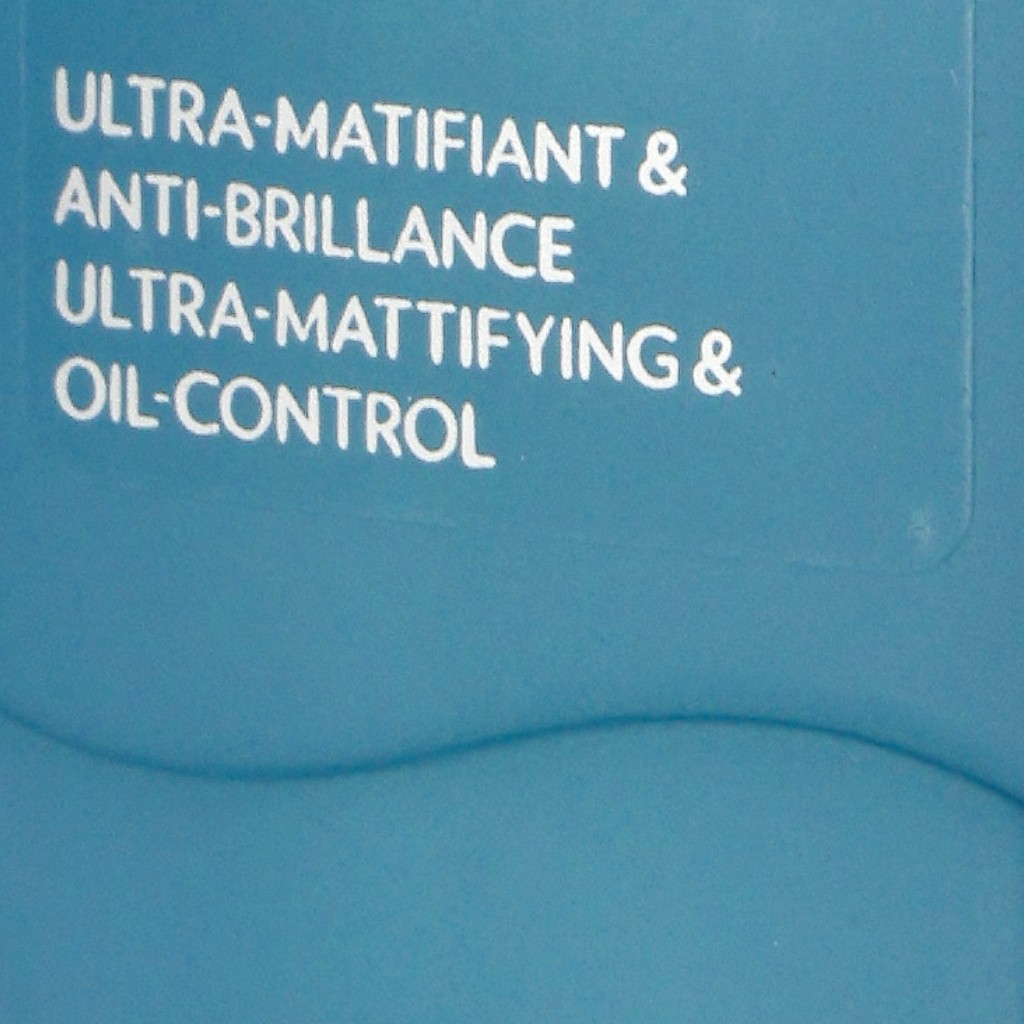 ULTRA-MATIFIANT &
ANTI-BRILLANCE
ULTRA-MATTIFYING &
OIL-CONTROL